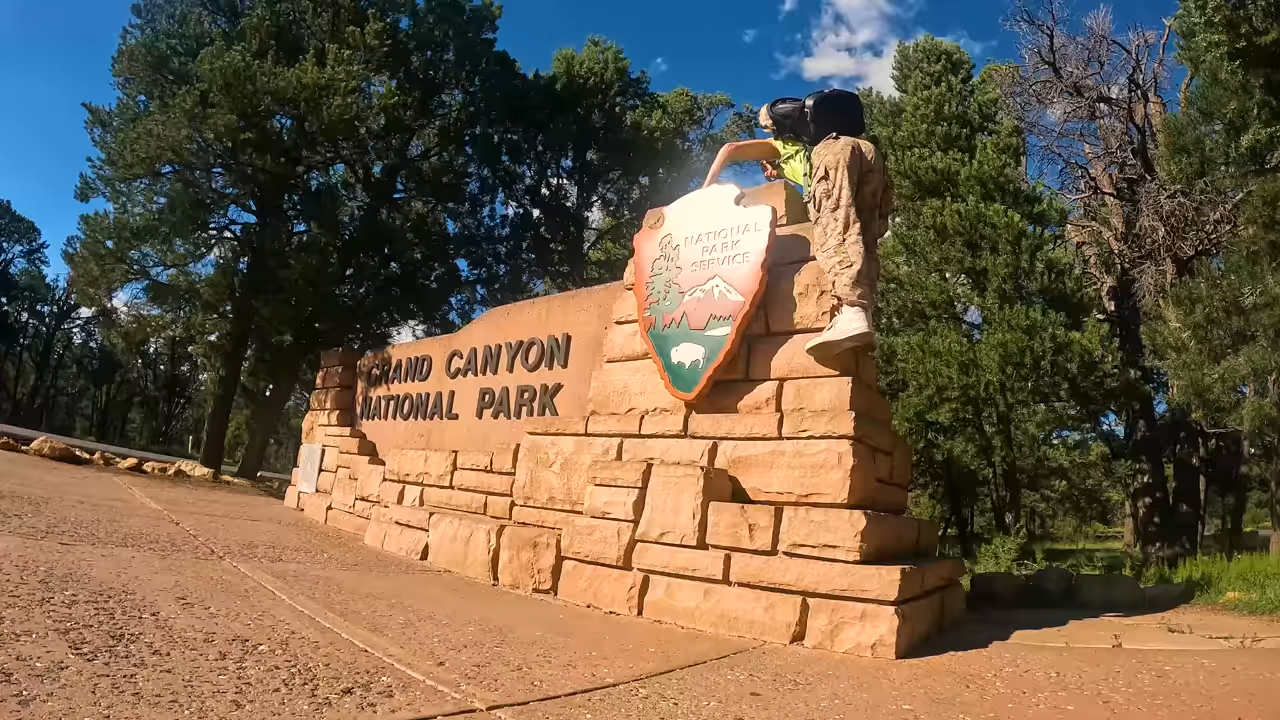 GRAND CANYON
NATIONAL PARK
NATIONAL
PARK
SERVICE